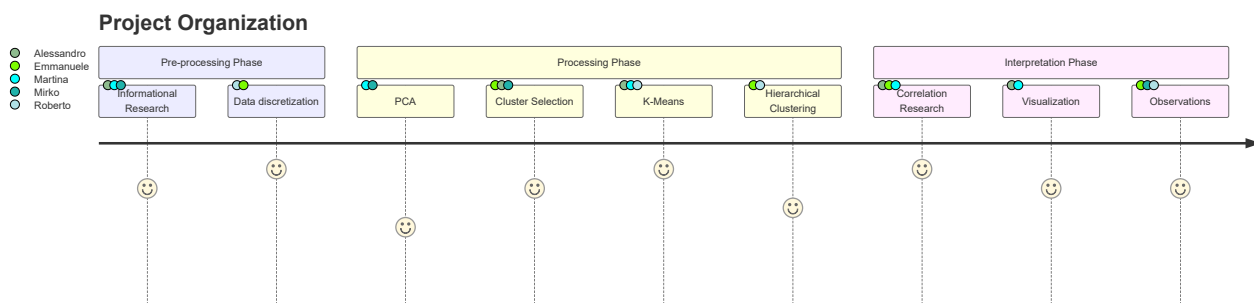 Project Organization
Alessandro
Emmanuele
Martina
Mirko
Roberto
Pre-processing Phase
Processing Phase
Interpretation Phase
Informational
Research
Data discretization
PCA
Cluster Selection
K-Means
Hierarchical
Clustering
Correlation
Research
Visualization
Observations